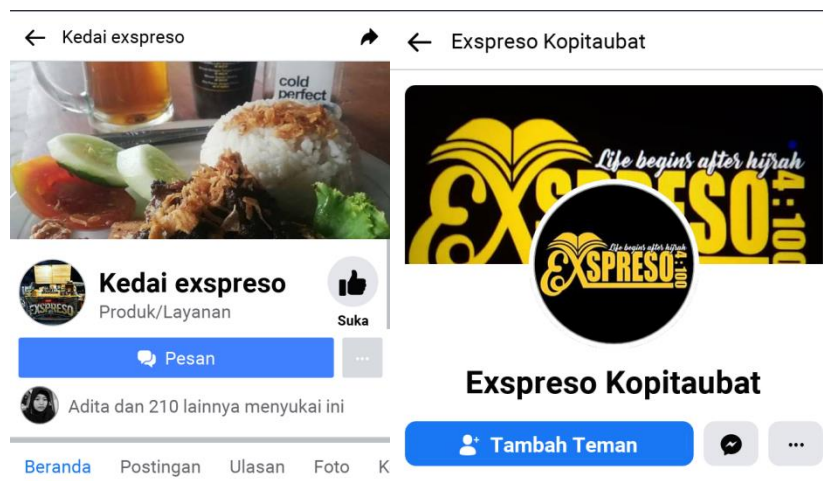 Kedai exspreso
cold
perfect
EXSPRESO
Kedai exspreso
Produk/Layanan
Suka
Pesan
Adita dan 210 lainnya menyukai ini
Beranda Postingan Ulasan Foto K
Exspreso Kopitaubat
Life begins after hijrah
EXSPRESO
4:100
Life begins after hijrah
EXSPRESO
4:100
Exspreso Kopitaubat
Tambah Teman